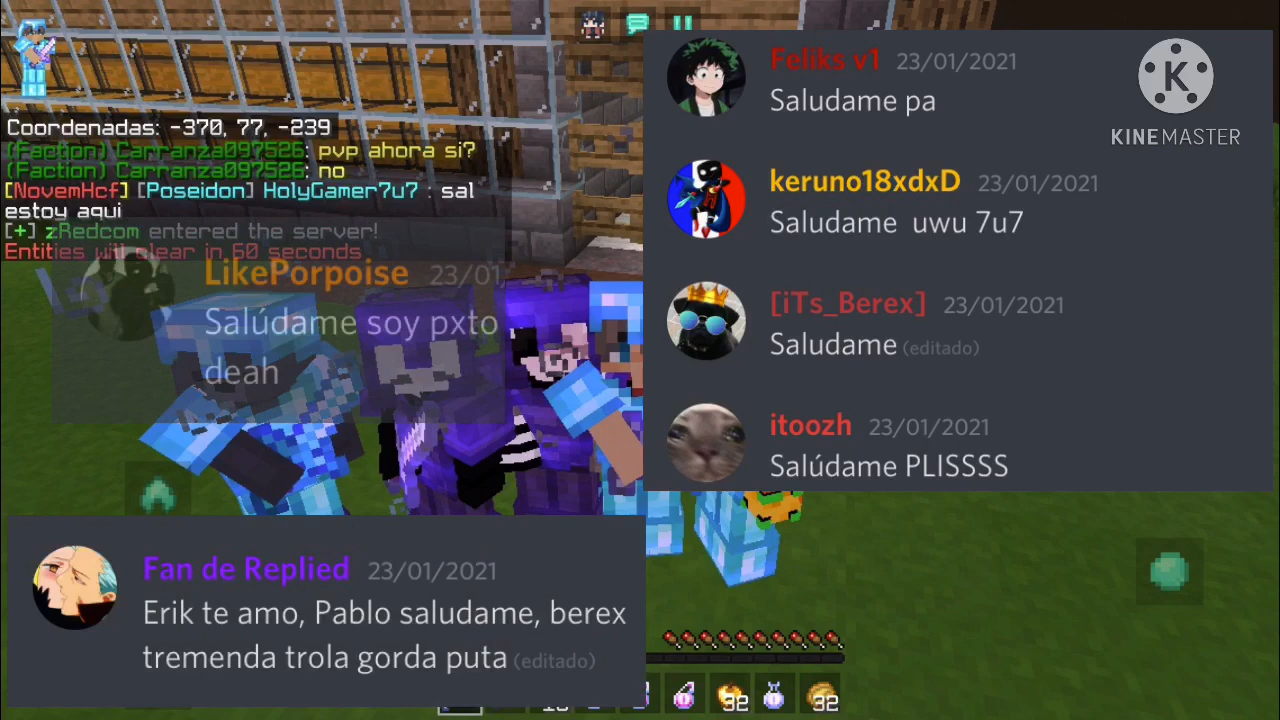 Coordenadas: -370, 77, -239
(Faction) Carranza097526: pvp ahora si?
(Faction) Carranza097526: no
[NovemHcf] [Poseidon] HolyGamer7u7 : sal
estoy aqui
[+] zRedcom entered the server!
Entities will clear in 60 seconds
LikePorpoise 23/01
Salúdame soy pxto
deah
Feliks v1 23/01/2021
Saludame pa
keruno18xdxD 23/01/2021
Saludame uwu 7u7
[iTs_Berex] 23/01/2021
Saludame (editado)
itoozh 23/01/2021
Salúdame PLISSSS
K
KINEMASTER
Fan de Replied 23/01/2021
Erik te amo, Pablo saludame, berex
tremenda trola gorda puta (editado)
32 32